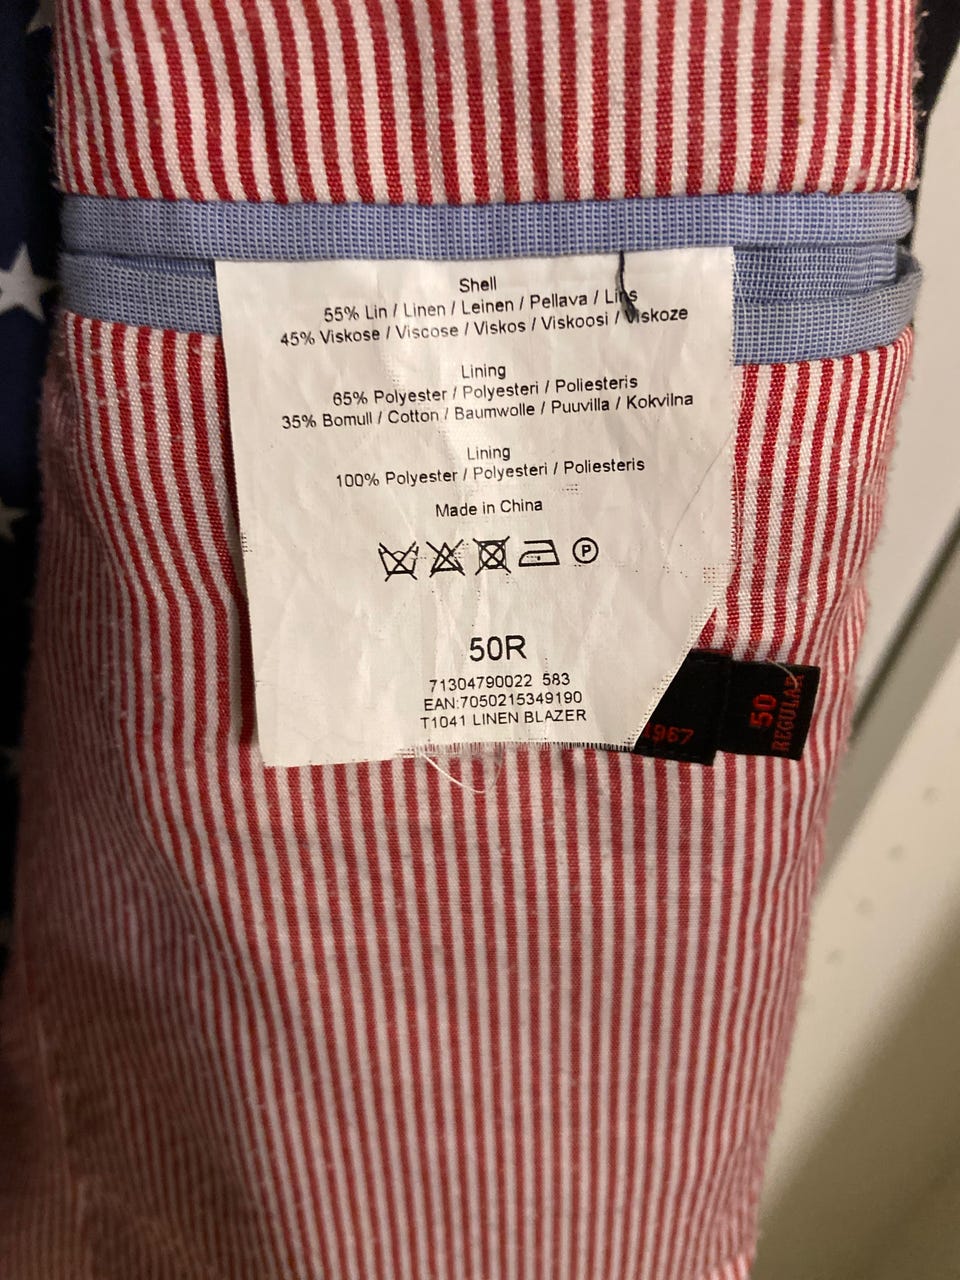 Shell
55% Lin / Linen / Leinen / Pellava / Lins
45% Viskose / Viscose / Viskos / Viskoosi / Viskoze
Lining
65% Polyester / Polyesteri / Poliesteris
35% Bomull / Cotton / Baumwolle / Puuvilla / Kokvilna
Lining
100% Polyester / Polyesteri / Poliesteris
Made in China
P
50R
71304790022 583
EAN:7050215349190
T1041 LINEN BLAZER
1967
50
REGULAR